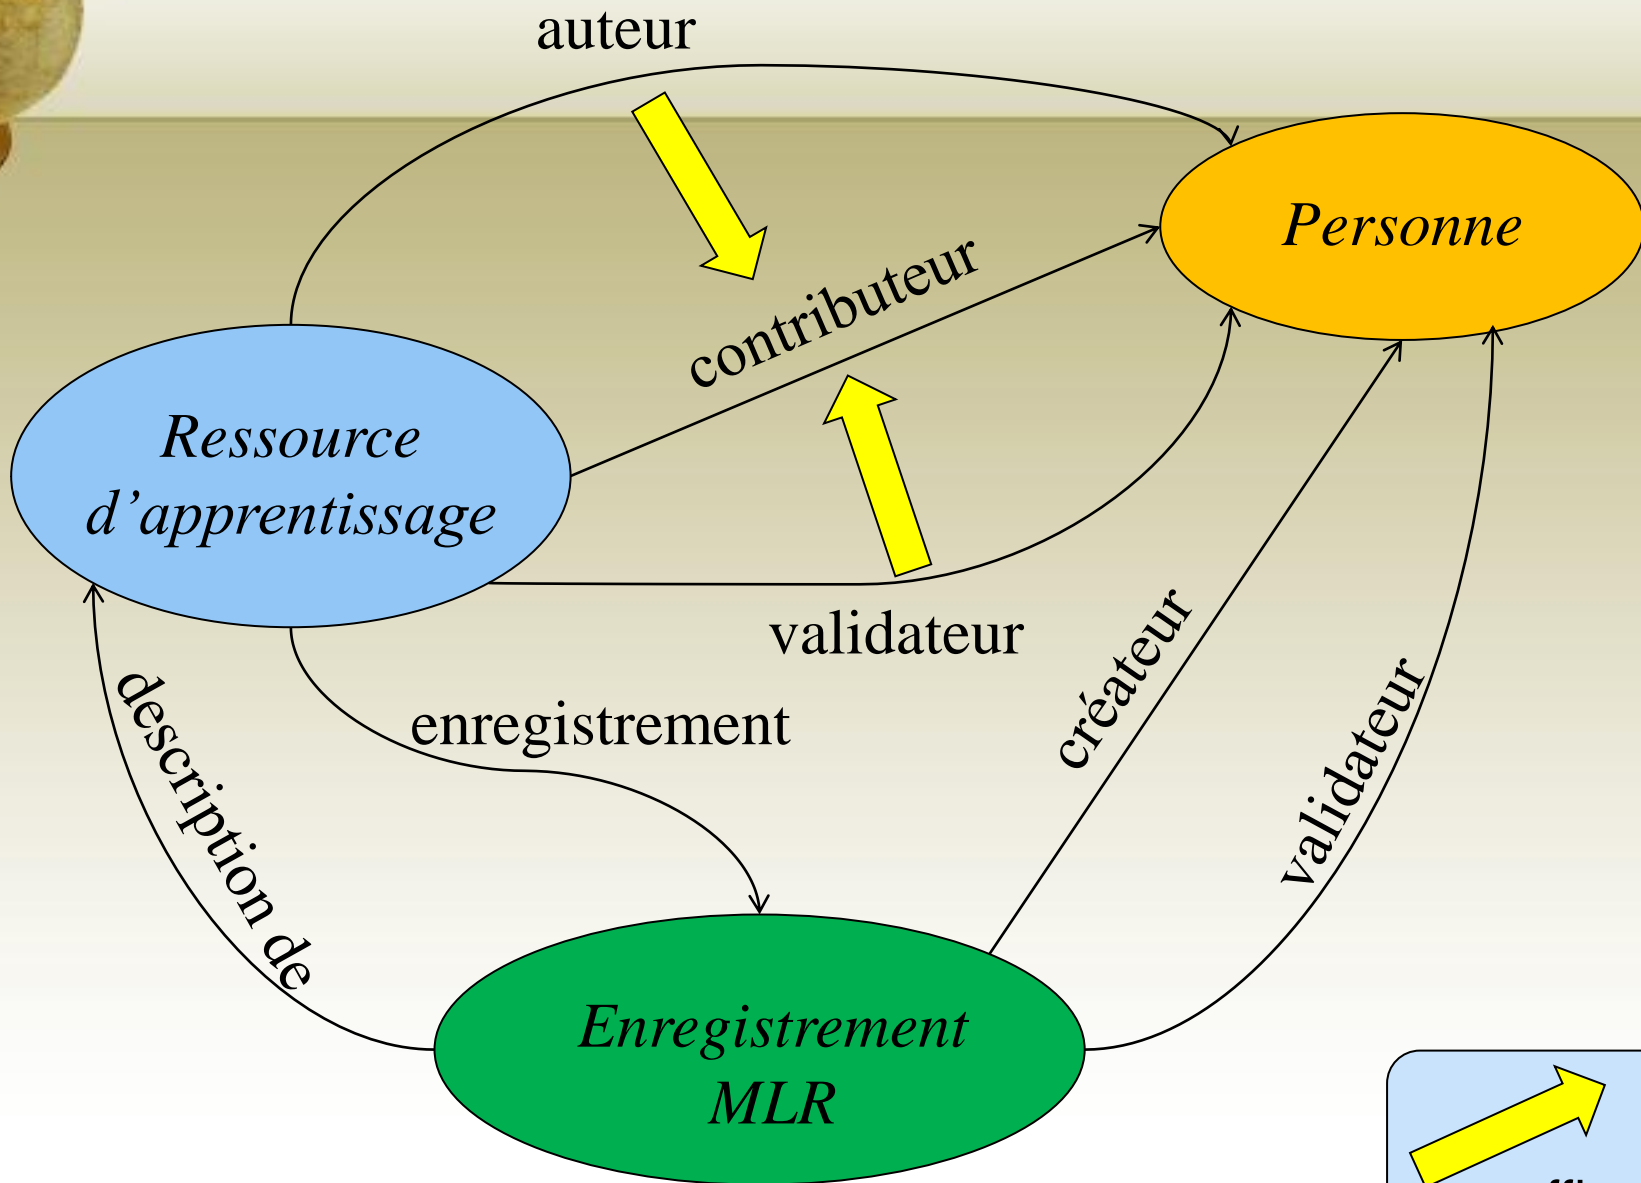 auteur
Personne
contributeur
Ressource
d’apprentissage
validateur
créateur
validateur
enregistrement
description de
Enregistrement
MLR